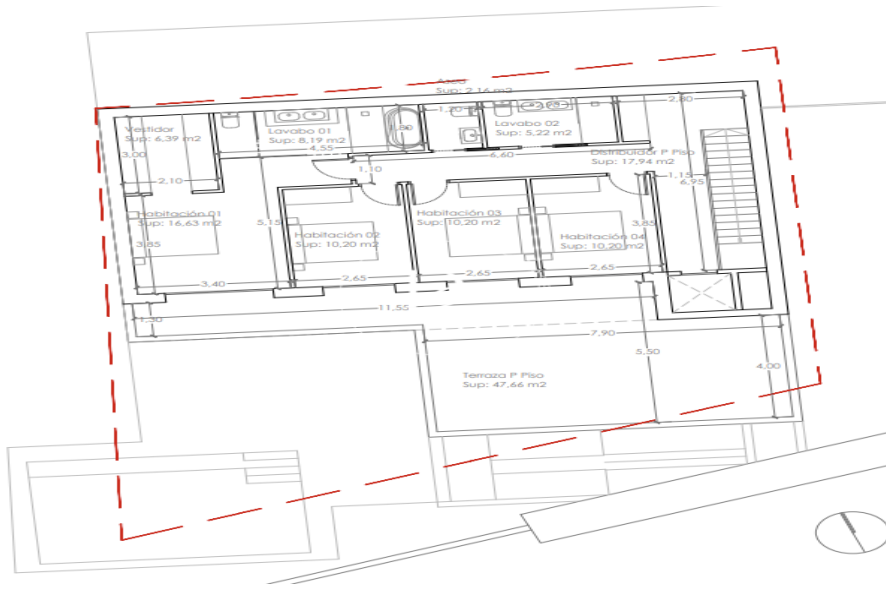 Aseo
Sup: 2,16 m2
1,20
2,90
2,80
Vestidor
Sup: 6,39 m2
Lavabo 01
Sup: 8,19 m2
1,80
Lavabo 02
Sup: 5,22 m2
4,55
6,60
3,00
2,10
1,10
Distribuidor P Piso
Sup: 17,94 m2
1,15
6,95
Habitación 01
Sup: 16,63 m2
5,15
3,85
Habitación 02
Sup: 10,20 m2
Habitación 03
Sup: 10,20 m2
Habitación 04
Sup: 10,20 m2
3,85
3,40
2,65
2,65
2,65
11,55
1,30
7,90
5,50
4,00
Terraza P Piso
Sup: 47,66 m2